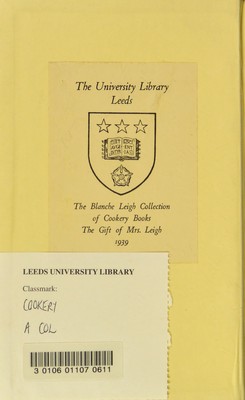 The University Library
Leeds
The Blanche Leigh Collection
of Cookery Books
The Gift of Mrs. Leigh
1939
LEEDS UNIVERSITY LIBRARY
Classmark:
COOKERY
A COL
3 0106 01107 0611